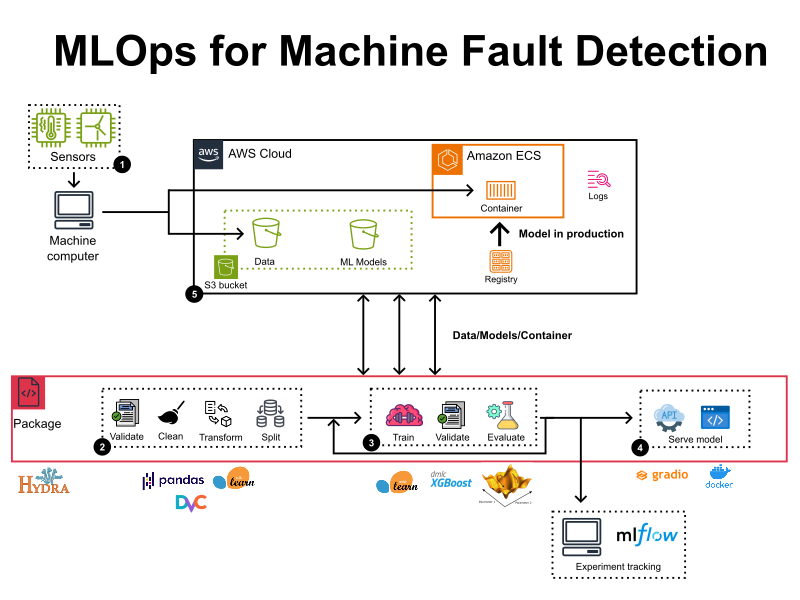 MLOps for Machine Fault Detection
Sensors
1
Machine
computer
aws
AWS Cloud
Amazon ECS
Container
Logs
Model in production
Registry
Data
ML Models
S3 bucket
5
Data/Models/Container
Package
Validate
Clean
Transform
Split
2
Train
Validate
Evaluate
3
API
Serve model
4
HYDRA
pandas
learn
DVC
learn
dmlc
XGBoost
gradio
docker
mlflow
Experiment tracking